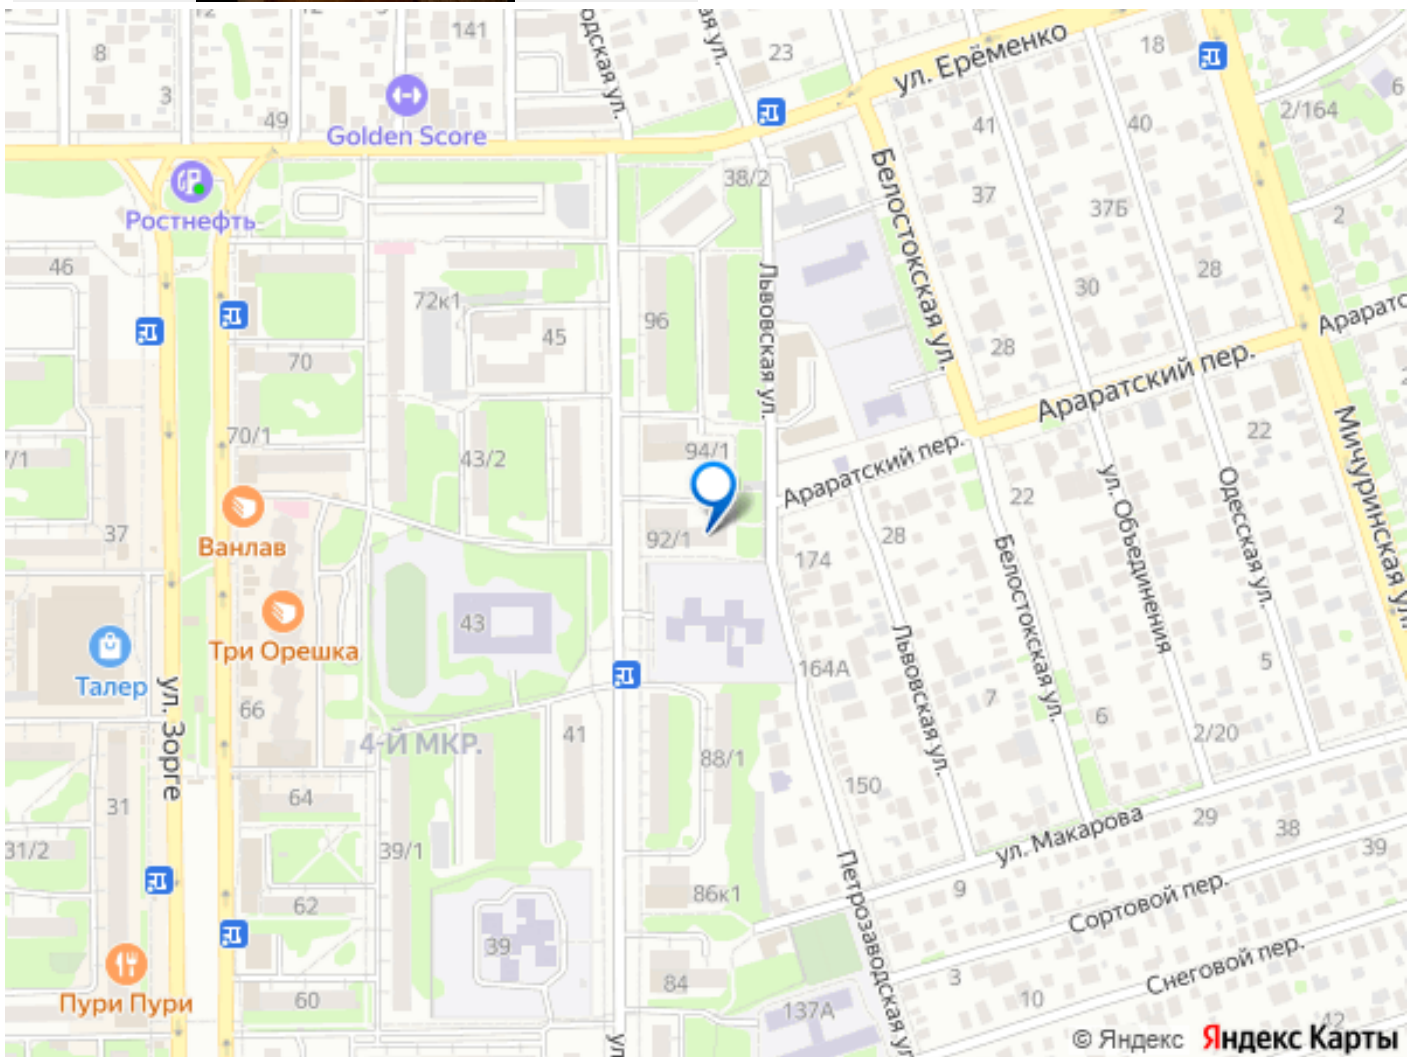 8
12
12
141
одская ул.
ая ул.
23
18
ул. Ерёменко
2/164
6
3
49
Golden Score
41
40
38/2
37
37Б
2
Ростнефть
Белостокская ул.
46
72к1
96
45
Львовская ул.
28
30
28
Араратс
70
Араратский пер.
70/1
7/1
43/2
94/1
Араратский пер.
22
22
Мичуринская ул.
37
Ванлав
92/1
28
174
ул. Объединения
Одесская ул.
Белостокская ул.
43
Три Орешка
Львовская ул.
164А
5
Талер
ул. Зорге
66
4-Й МКР.
41
7
6
2/20
88/1
150
31
64
31/2
39/1
ул. Макарова
29
38
39
Петрозаводская ул.
86к1
9
62
Сортовой пер.
39
84
3
Снеговой пер.
Пури Пури
60
137А
10
42
ул
© Яндекс Яндекс Карты